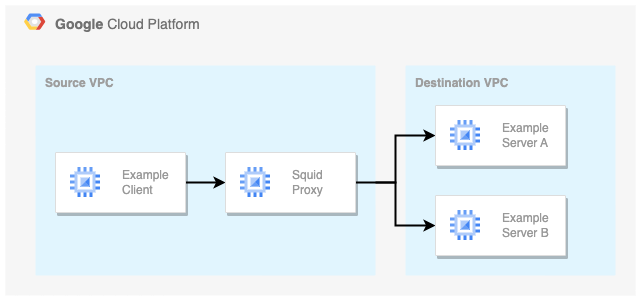 Google Cloud Platform
Source VPC
Example
Client
Squid
Proxy
Destination VPC
Example
Server A
Example
Server B